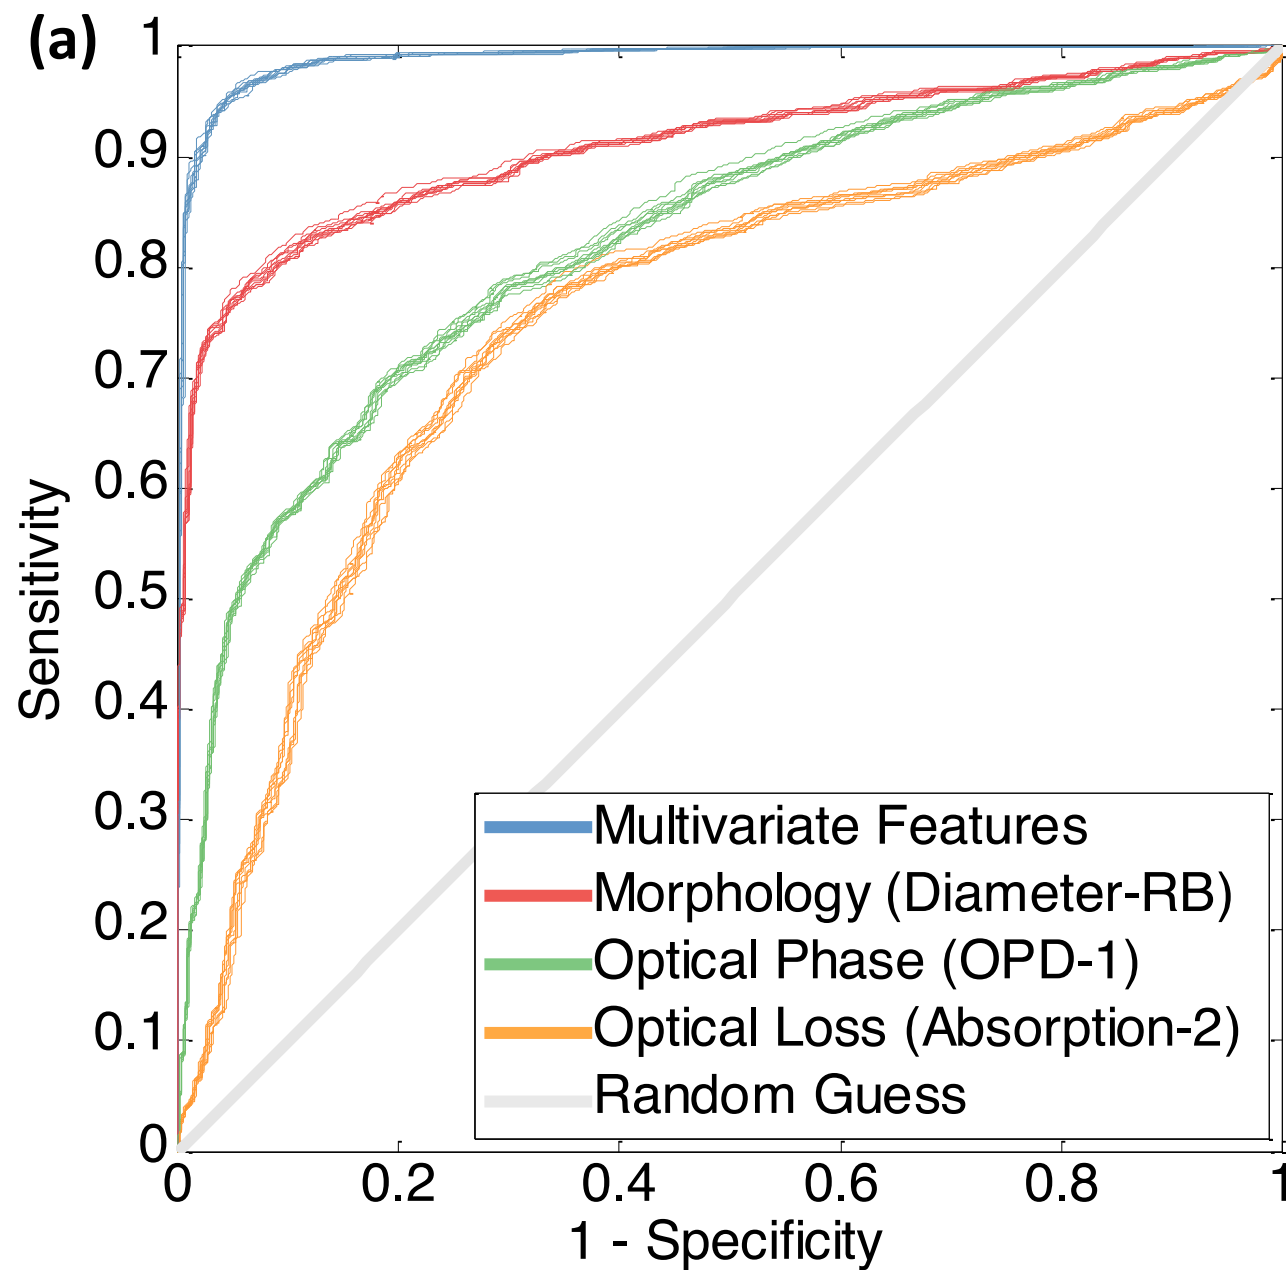 (a)
1
0.9
0.8
0.7
0.6
0.5
0.4
0.3
0.2
0.1
0
Sensitivity
Multivariate Features
Morphology (Diameter-RB)
Optical Phase (OPD-1)
Optical Loss (Absorption-2)
Random Guess
0 0.2 0.4 0.6 0.8 1
1 - Specificity